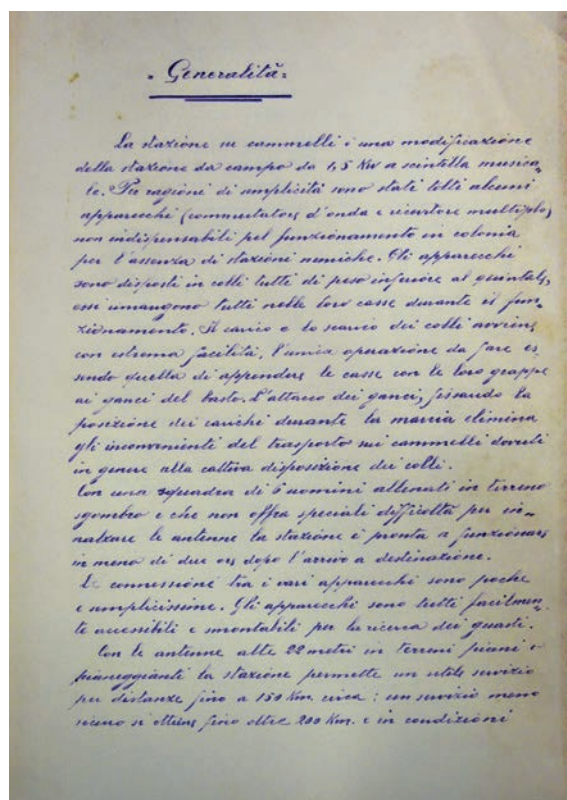 " Generalità "
La stazione su cammelli è una modificazione
della stazione da campo da 1,5 Kw a scintilla musica-
le. Per ragioni di semplicità sono stati tolti alcuni
apparecchi (commutatore d'onda e ricevitore multiplo)
non indispensabili pel funzionamento in colonia
per l'assenza di stazioni nemiche. Gli apparecchi
sono disposti in colli tutti di peso inferiore al quintale,
essi rimangono tutti nelle loro casse durante il fun-
zionamento. Il carico e lo scarico dei colli avviene
con estrema facilità, l'unica operazione da fare es-
sendo quella di appendere le casse con le loro grappe
ai ganci del basto. L'attacco dei ganci, fissando la
posizione dei carichi durante la marcia elimina
gli inconvenienti del trasporto sui cammelli dovuti
in genere alla cattiva disposizione dei colli.
Con una squadra di 6 uomini allenati in terreno
sgombro e che non offra speciali difficoltà per in-
nalzare le antenne la stazione è pronta a funzionare
in meno di due ore dopo l'arrivo a destinazione.
Le connessioni tra i vari apparecchi sono poche
e semplicissime. Gli apparecchi sono tutti facilmen-
te accessibili e smontabili per la ricerca dei guasti.
Con le antenne alte 22 metri in terreni piani e
pianeggianti la stazione permette un utile servizio
per distanze fino a 150 Km. circa : un servizio meno
sicuro si ottiene fino oltre 200 Km. e in condizioni